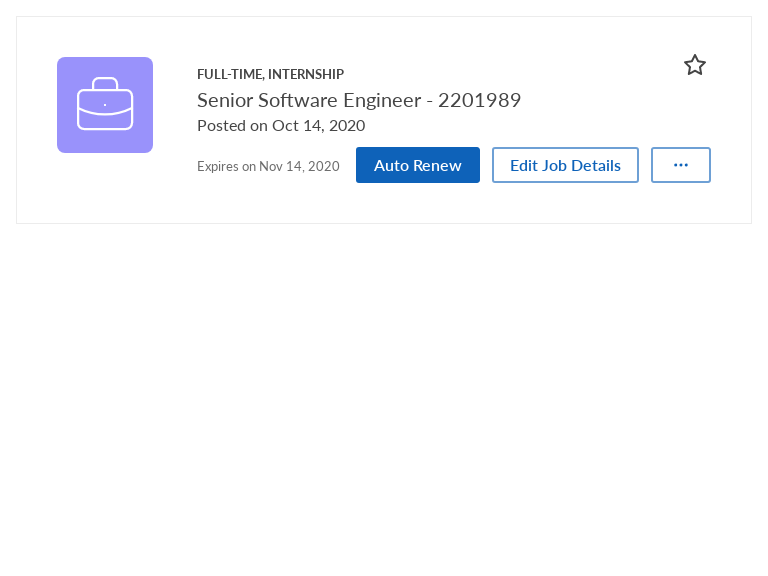 FULL-TIME, INTERNSHIP
Senior Software Engineer - 2201989
Posted on Oct 14, 2020
Expires on Nov 14, 2020
Auto Renew
Edit Job Details